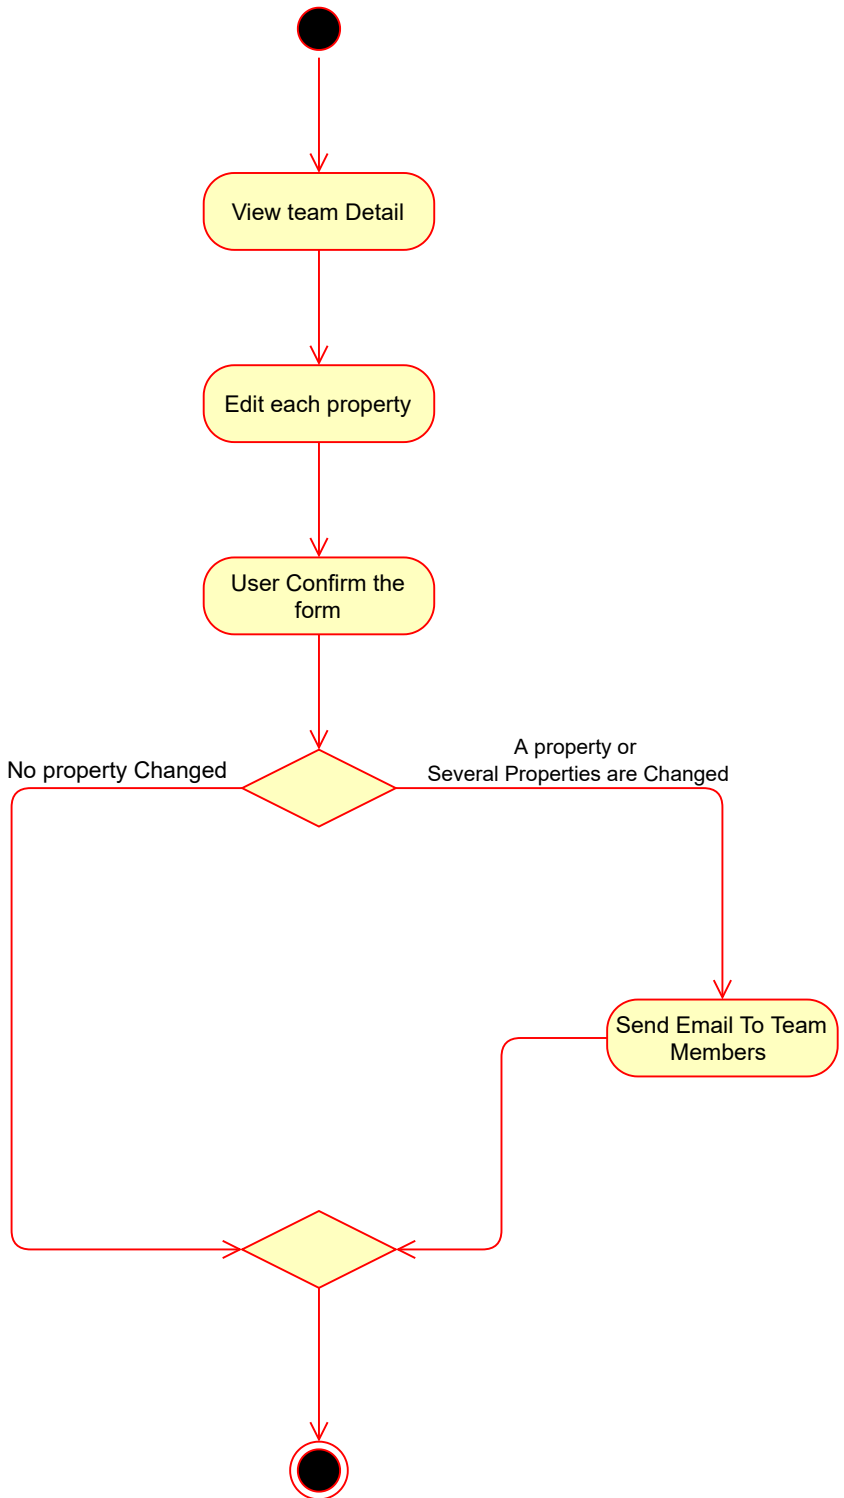 View team Detail
Edit each property
User Confirm the
form
No property Changed
A property or
Several Properties are Changed
Send Email To Team
Members